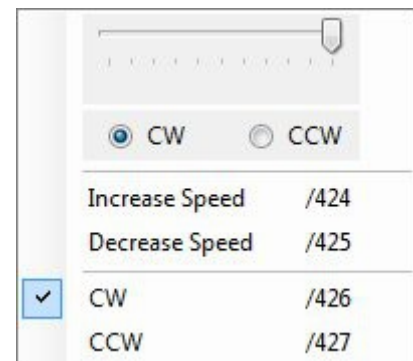 CW CCW
Increase Speed /424
Decrease Speed /425
CW /426
CCW /427